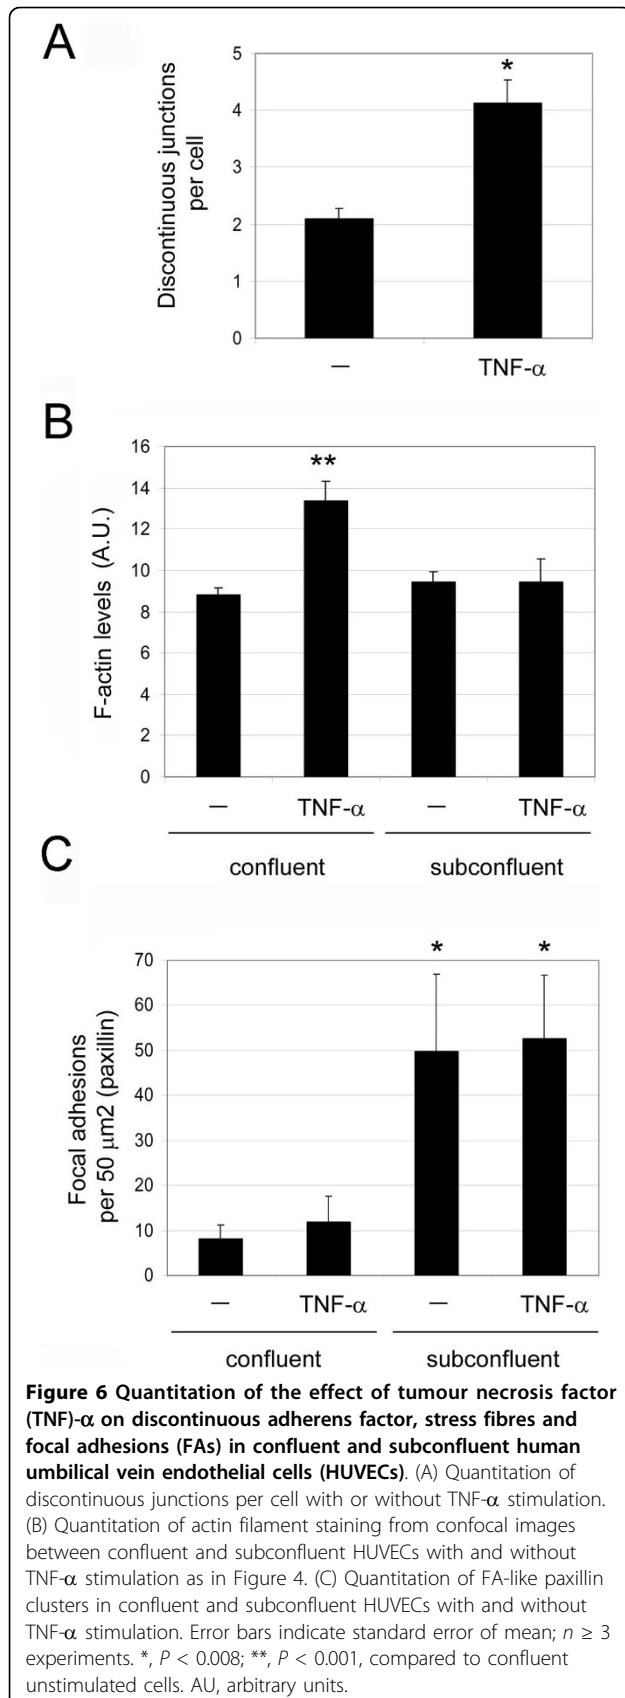 A
Discontinuous junctions
per cell
5
4
3
2
1
0
*
— TNF-α
B
F-actin levels (A.U.)
16
14
12
10
8
6
4
2
0
**
— TNF-α — TNF-α
confluent subconfluent
C
Focal adhesions
per 50 μm2 (paxillin)
70
60
50
40
30
20
10
0
* *
— TNF-α — TNF-α
confluent subconfluent
Figure 6 Quantitation of the effect of tumour necrosis factor
(TNF)-α on discontinuous adherens factor, stress fibres and
focal adhesions (FAs) in confluent and subconfluent human
umbilical vein endothelial cells (HUVECs). (A) Quantitation of
discontinuous junctions per cell with or without TNF-α stimulation.
(B) Quantitation of actin filament staining from confocal images
between confluent and subconfluent HUVECs with and without
TNF-α stimulation as in Figure 4. (C) Quantitation of FA-like paxillin
clusters in confluent and subconfluent HUVECs with and without
TNF-α stimulation. Error bars indicate standard error of mean; n ≥ 3
experiments. *, P < 0.008; **, P < 0.001, compared to confluent
unstimulated cells. AU, arbitrary units.